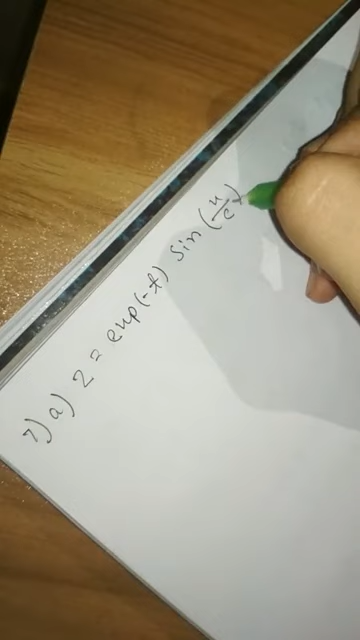 7) a) z = exp(-t) sin(x/c)